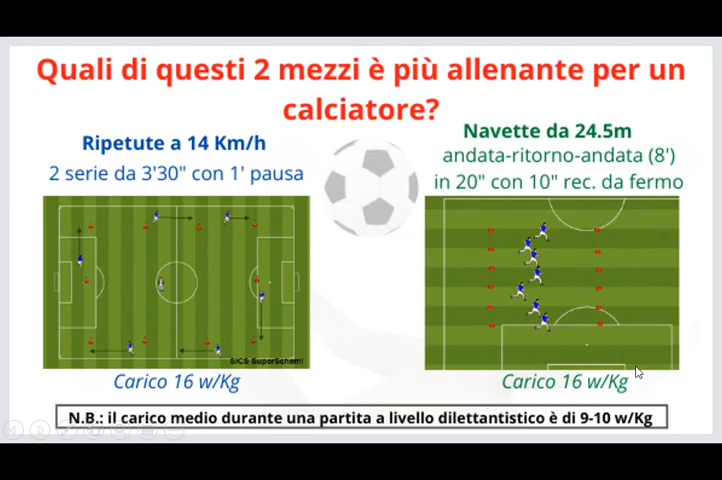 Quali di questi 2 mezzi è più allenante per un
calciatore?
Ripetute a 14 Km/h
2 serie da 3'30" con 1' pausa
SICS SuperSchemi
Carico 16 w/Kg
Navette da 24.5m
andata-ritorno-andata (8')
in 20" con 10" rec. da fermo
Carico 16 w/Kg
N.B.: il carico medio durante una partita a livello dilettantistico è di 9-10 w/Kg